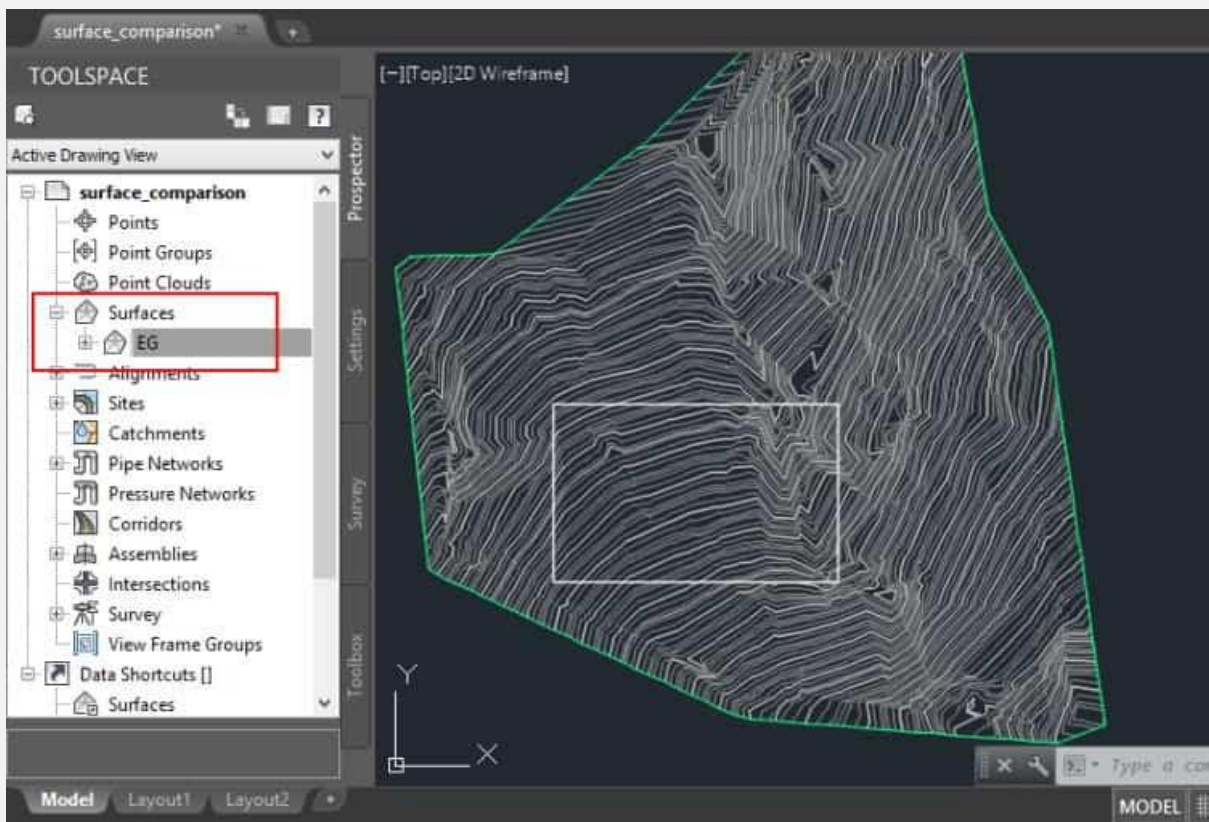 surface_comparison*
TOOLSPACE
Active Drawing View
surface_comparison
Points
Point Groups
Point Clouds
Surfaces
EG
Alignments
Sites
Catchments
Pipe Networks
Pressure Networks
Corridors
Assemblies
Intersections
Survey
View Frame Groups
Data Shortcuts []
Surfaces
Prospector
Settings
Survey
Toolbox
[−][Top][2D Wireframe]
Y
X
Type a com
Model Layout1 Layout2 +
MODEL